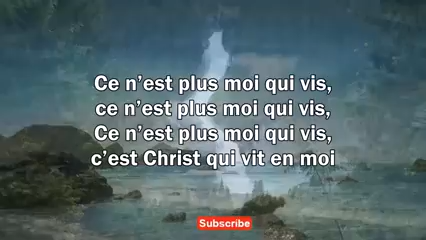 Ce n’est plus moi qui vis,
ce n’est plus moi qui vis,
Ce n’est plus moi qui vis,
c’est Christ qui vit en moi
Subscribe